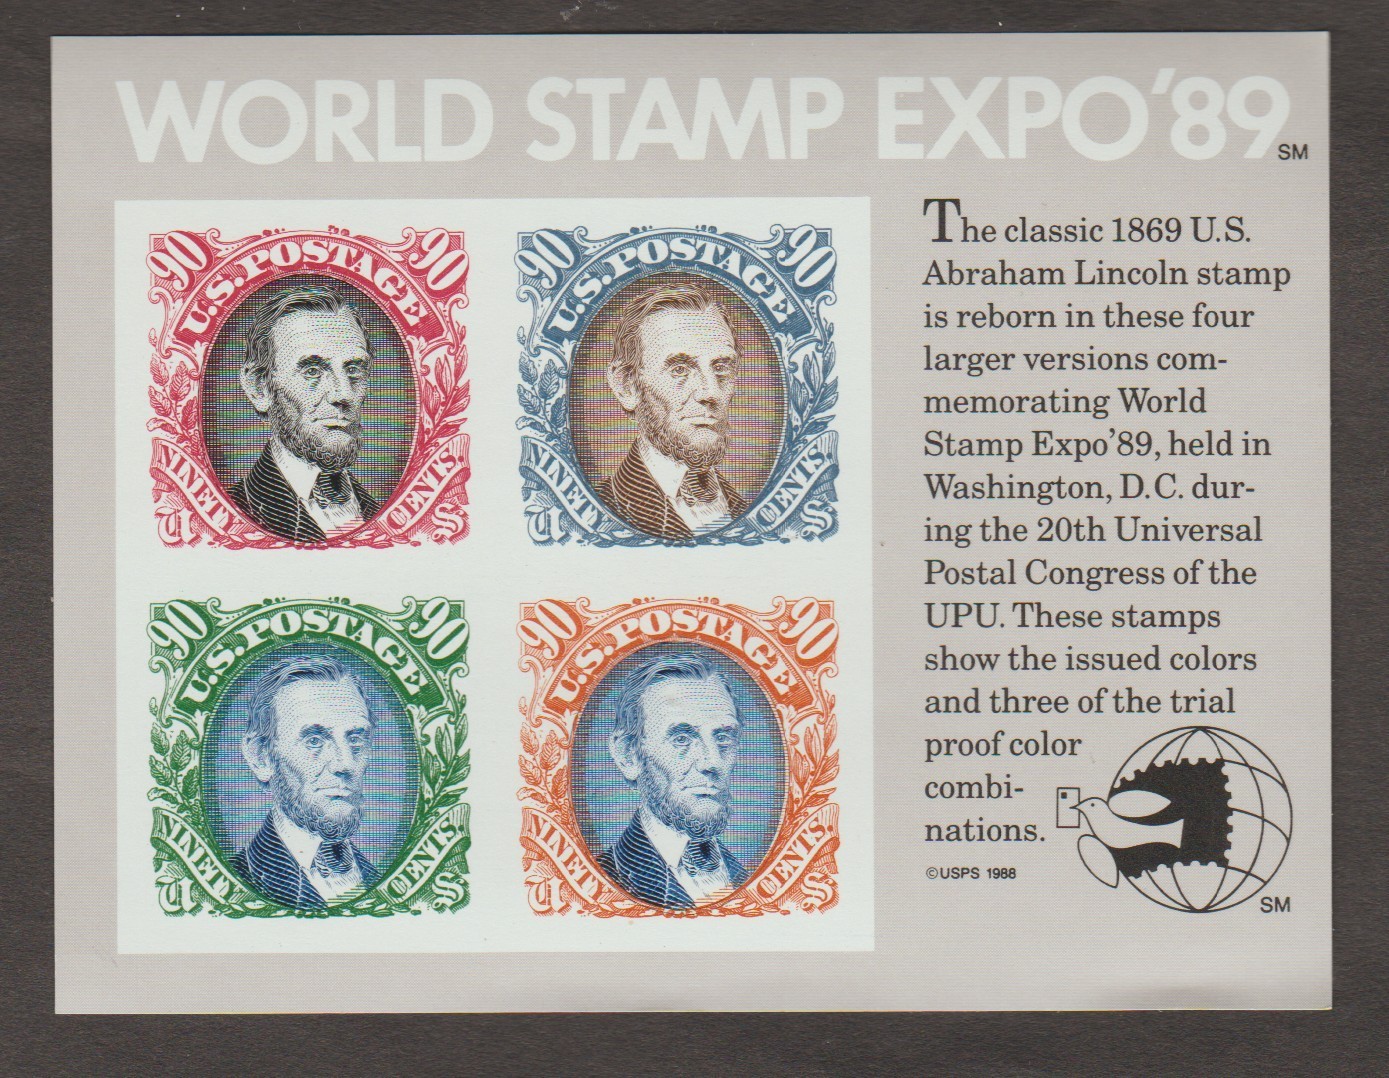 WORLD STAMP EXPO'89 SM
90 U.S. POSTAGE 90
NINETY CENTS
U S
90 U.S. POSTAGE 90
NINETY CENTS
U S
90 U.S. POSTAGE 90
NINETY CENTS
U S
90 U.S. POSTAGE 90
NINETY CENTS
U S
The classic 1869 U.S.
Abraham Lincoln stamp
is reborn in these four
larger versions com-
memorating World
Stamp Expo'89, held in
Washington, D.C. dur-
ing the 20th Universal
Postal Congress of the
UPU. These stamps
show the issued colors
and three of the trial
proof color
combi-
nations.
©USPS 1988
SM